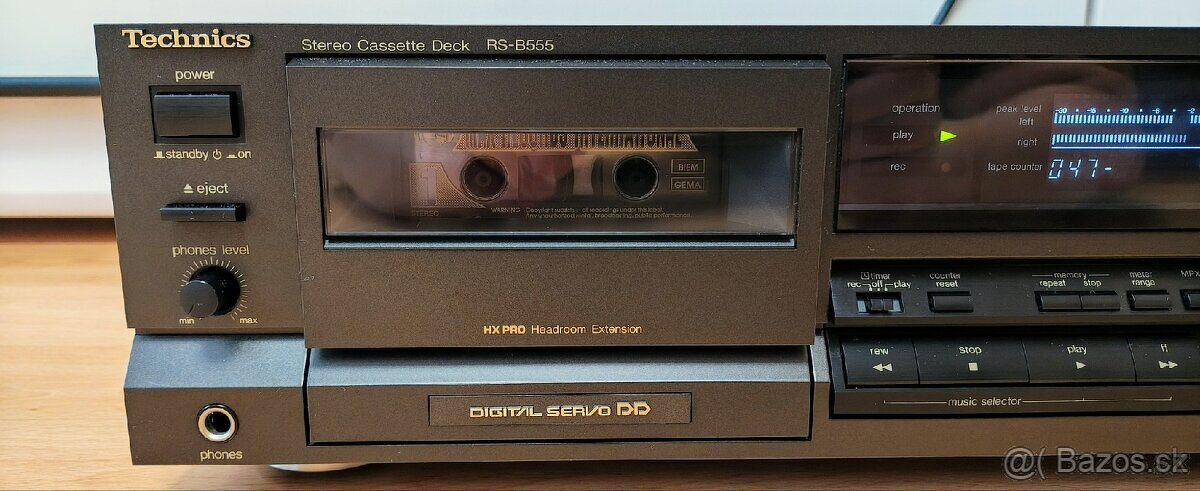 Technics
Stereo Cassette Deck RS-B555
power
standby on
eject
phones level
min max
phones
STEREO
BIEM
GEMA
WARNING
HX PRO Headroom Extension
DIGITAL SERVO DD
operation
play
rec
peak level
left
right
tape counter
047-
timer
rec off play
counter
reset
memory
repeat stop
meter
range
MPX
rew stop play ff
music selector
@( Bazos.sk